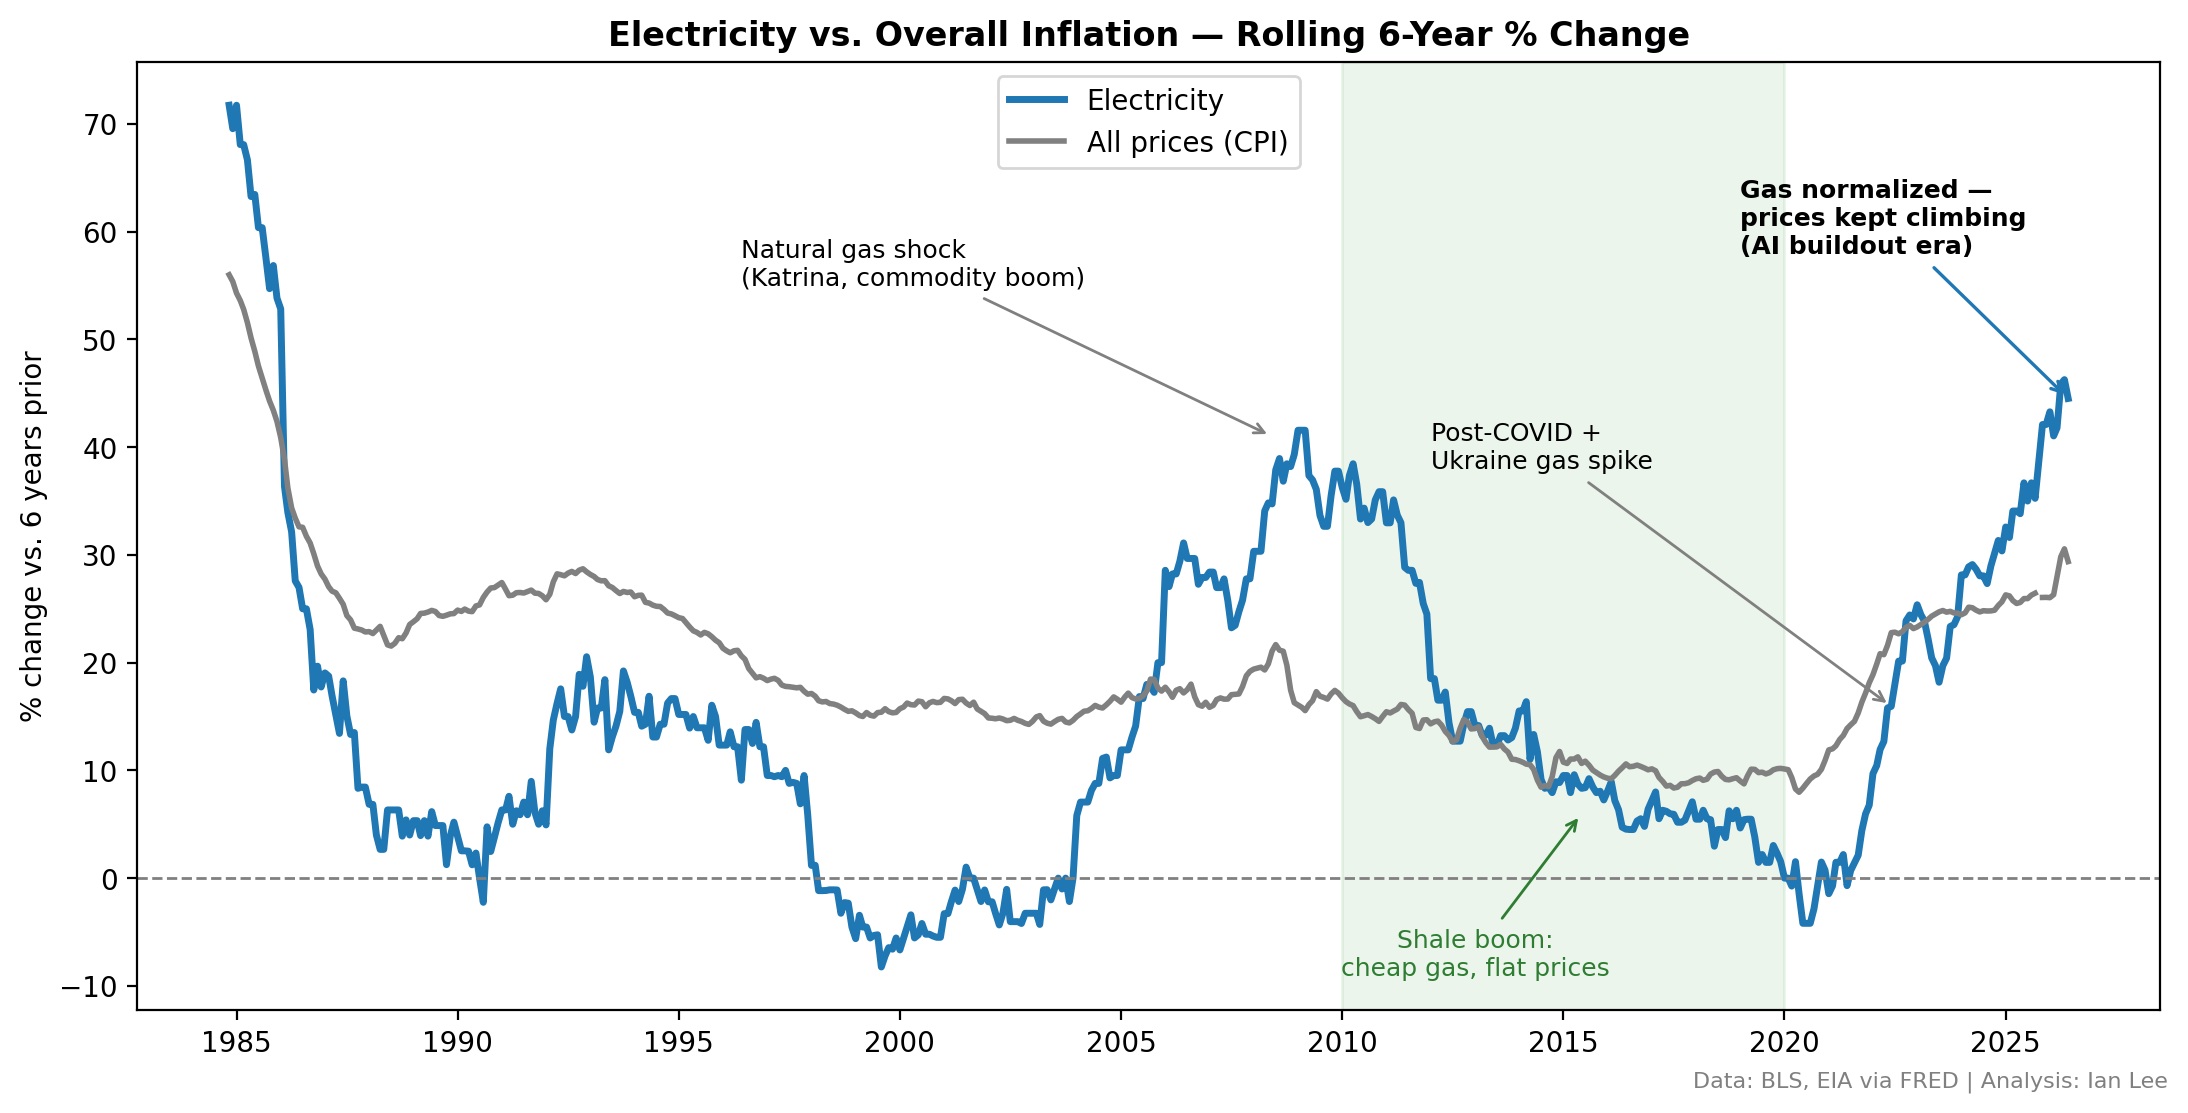 Electricity vs. Overall Inflation — Rolling 6-Year % Change
Electricity
All prices (CPI)
% change vs. 6 years prior
70
60
50
40
30
20
10
0
−10
Natural gas shock
(Katrina, commodity boom)
Gas normalized —
prices kept climbing
(AI buildout era)
Post-COVID +
Ukraine gas spike
Shale boom:
cheap gas, flat prices
1985 1990 1995 2000 2005 2010 2015 2020 2025
Data: BLS, EIA via FRED | Analysis: Ian Lee